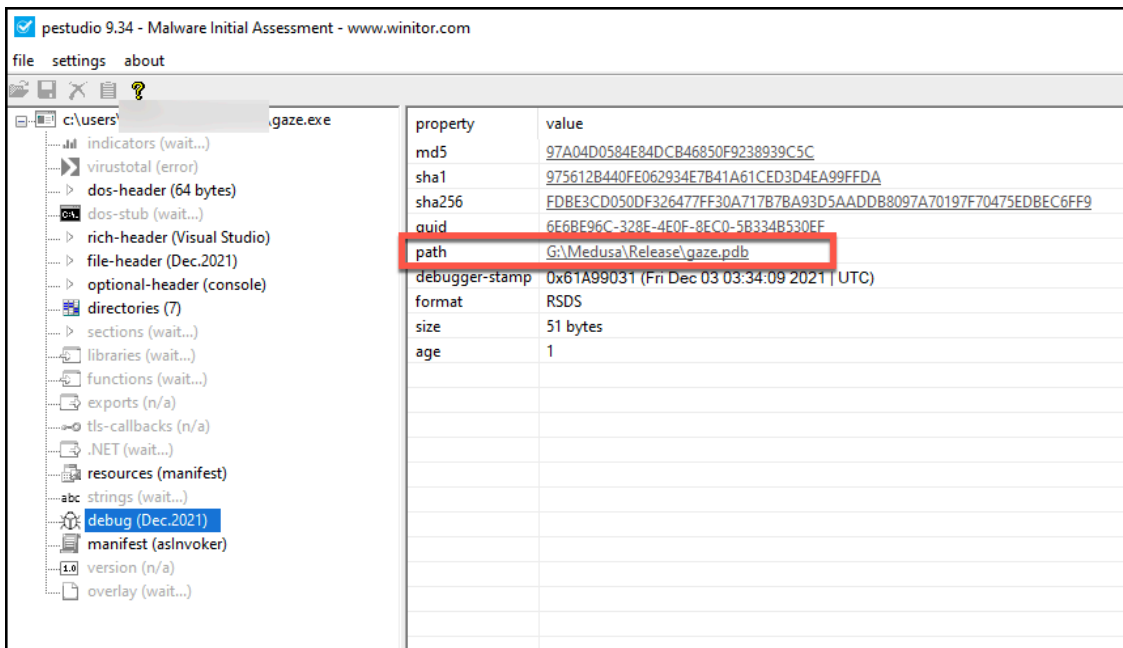 pestudio 9.34 - Malware Initial Assessment - www.winitor.com
file settings about
c:\users\ \gaze.exe
indicators (wait...)
virustotal (error)
dos-header (64 bytes)
dos-stub (wait...)
rich-header (Visual Studio)
file-header (Dec.2021)
optional-header (console)
directories (7)
sections (wait...)
libraries (wait...)
functions (wait...)
exports (n/a)
tls-callbacks (n/a)
.NET (wait...)
resources (manifest)
abc strings (wait...)
debug (Dec.2021)
manifest (asInvoker)
1.0 version (n/a)
overlay (wait...)
property value
md5 97A04D0584E84DCB46850F9238939C5C
sha1 975612B440FE062934E7B41A61CED3D4EA99FFDA
sha256 FDBE3CD050DF326477FF30A717B7BA93D5AADDB8097A70197F70475EDBEC6FF9
guid 6E6BE96C-328E-4E0F-8EC0-5B334B530EFF
path G:\Medusa\Release\gaze.pdb
debugger-stamp 0x61A99031 (Fri Dec 03 03:34:09 2021 | UTC)
format RSDS
size 51 bytes
age 1